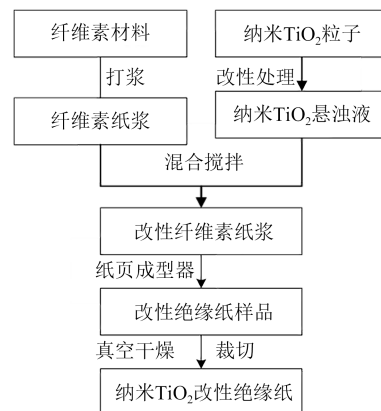 纤维素材料
纳米TiO₂粒子
打浆
改性处理
纤维素纸浆
纳米TiO₂悬浊液
混合搅拌
改性纤维素纸浆
纸页成型器
改性绝缘纸样品
真空干燥 裁切
纳米TiO₂改性绝缘纸